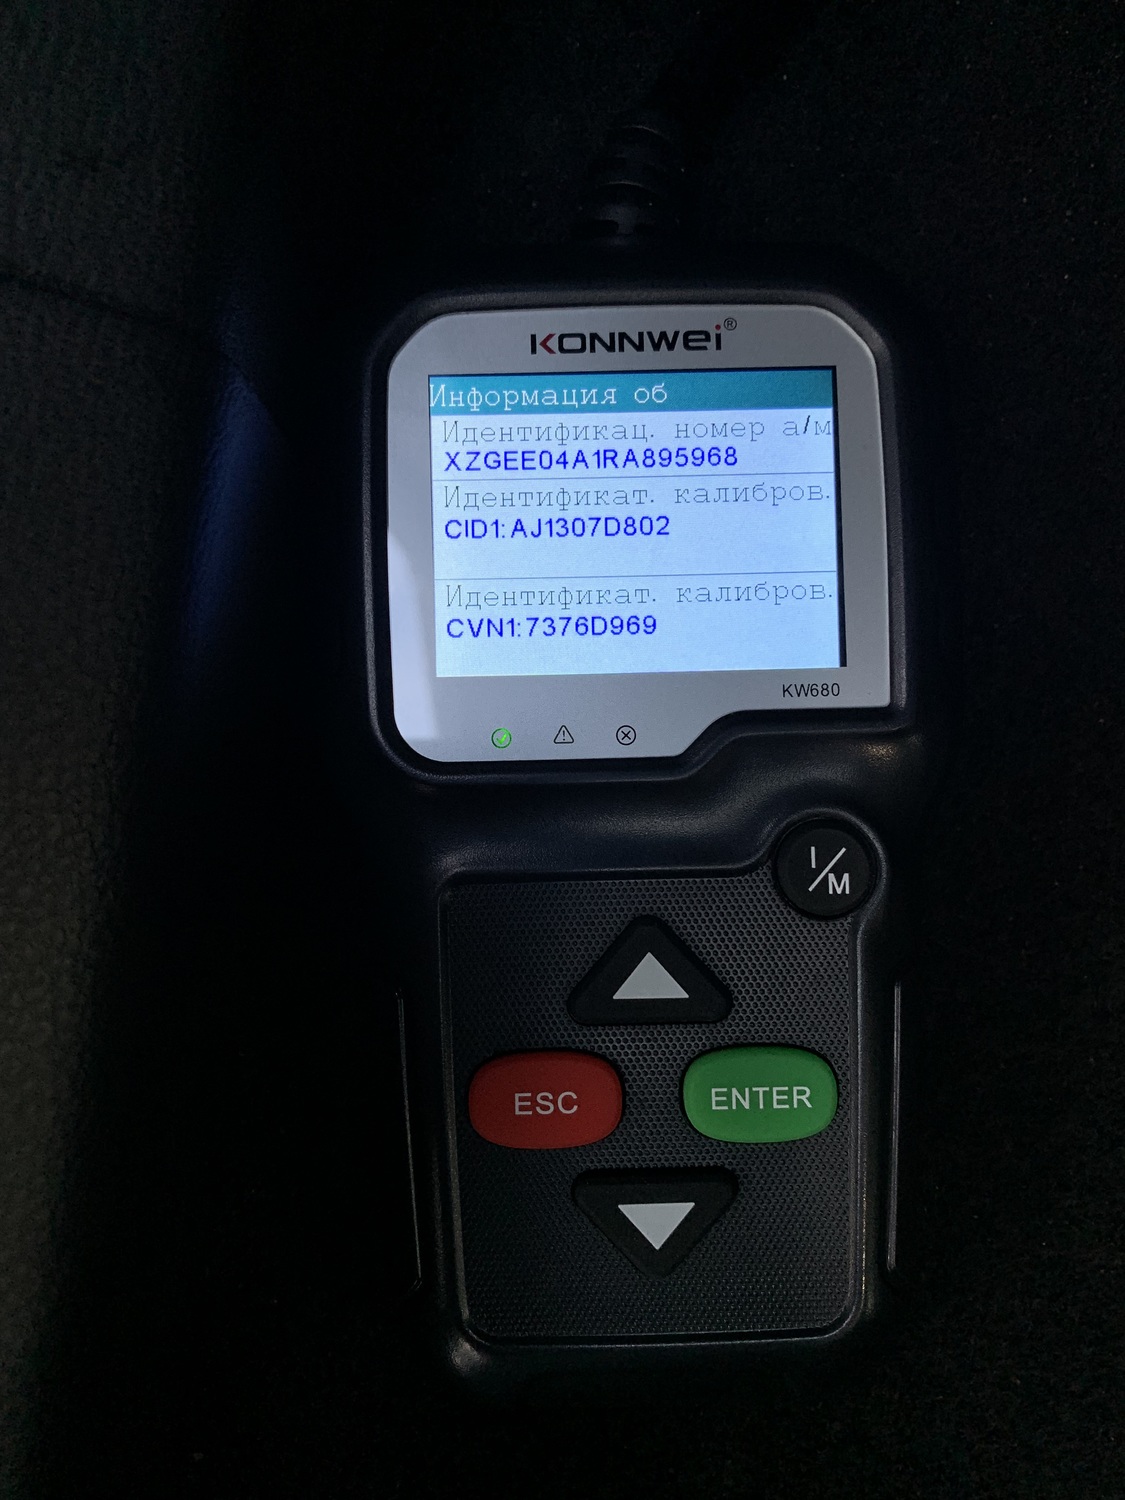 KONNWEI®
Информация об
Идентификац. номер а/м
XZGEE04A1RA895968
Идентификат. калибров.
CID1:AJ1307D802
Идентификат. калибров.
CVN1:7376D969
KW680
I/M
ESC
ENTER